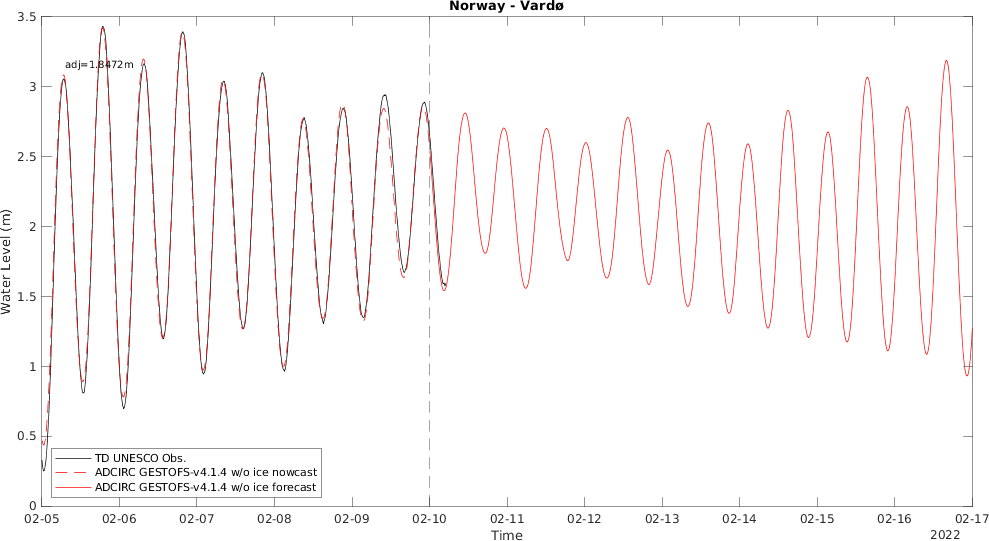 Norway - Vardø
3.5
adj=1.8472m
3
2.5
2
1.5
1
0.5
0
Water Level (m)
TD UNESCO Obs.
ADCIRC GESTOFS-v4.1.4 w/o ice nowcast
ADCIRC GESTOFS-v4.1.4 w/o ice forecast
02-05 02-06 02-07 02-08 02-09 02-10 02-11 02-12 02-13 02-14 02-15 02-16 02-17
Time
2022